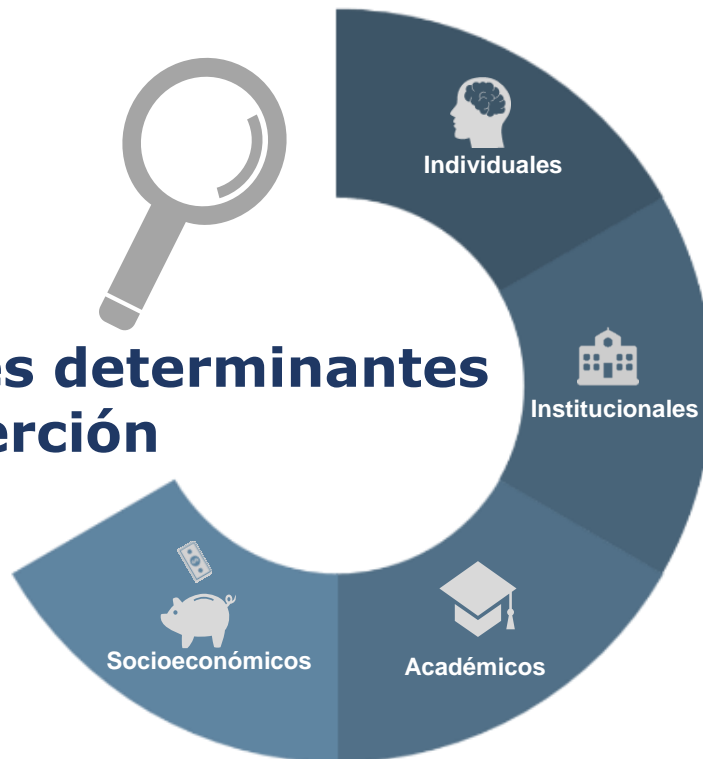 Individuales
es determinantes
Institucionales
erción
Socioeconómicos
Académicos